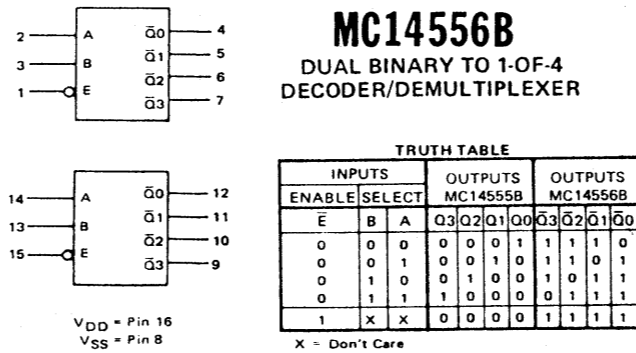 MC14556B
DUAL BINARY TO 1-OF-4
DECODER/DEMULTIPLEXER
2 A Q̄0 4
Q̄1 5
3 B Q̄2 6
1 E Q̄3 7
14 A Q̄0 12
Q̄1 11
13 B Q̄2 10
15 E Q̄3 9
VDD = Pin 16
VSS = Pin 8
TRUTH TABLE
INPUTS OUTPUTS MC14555B OUTPUTS MC14556B
ENABLE SELECT
E̅ B A Q3 Q2 Q1 Q0 Q̄3 Q̄2 Q̄1 Q̄0
0 0 0 0 0 0 1 1 1 1 0
0 0 1 0 0 1 0 1 1 0 1
0 1 0 0 1 0 0 1 0 1 1
0 1 1 1 0 0 0 0 1 1 1
1 X X 0 0 0 0 1 1 1 1
X = Don't Care